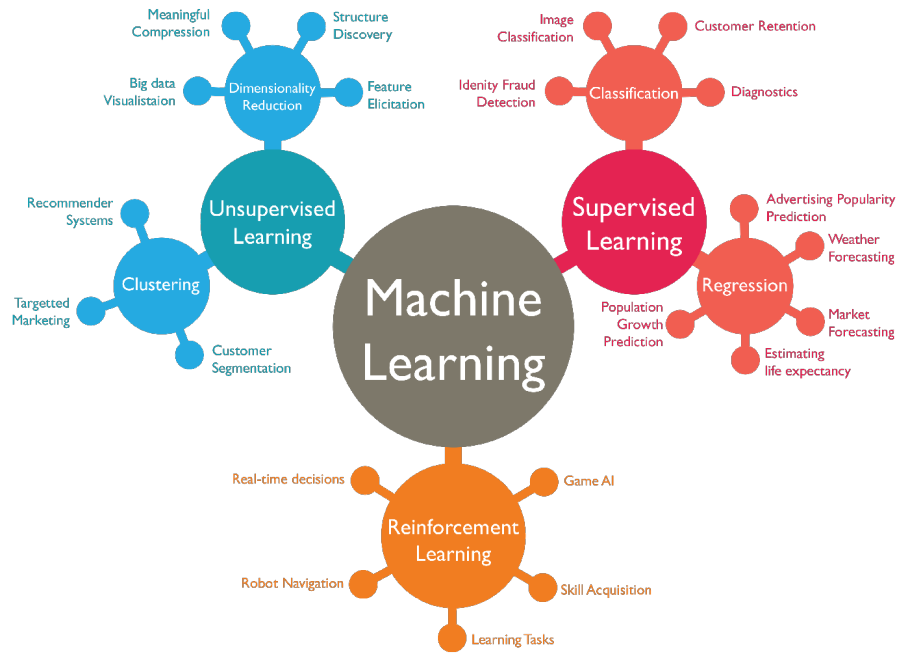 Meaningful
Compression
Structure
Discovery
Big data
Visualistaion
Dimensionality
Reduction
Feature
Elicitation
Image
Classification
Customer Retention
Idenity Fraud
Detection
Classification
Diagnostics
Unsupervised
Learning
Recommender
Systems
Clustering
Targetted
Marketing
Customer
Segmentation
Supervised
Learning
Advertising Popularity
Prediction
Weather
Forecasting
Regression
Population
Growth
Prediction
Market
Forecasting
Estimating
life expectancy
Machine
Learning
Real-time decisions
Game AI
Reinforcement
Learning
Robot Navigation
Skill Acquisition
Learning Tasks